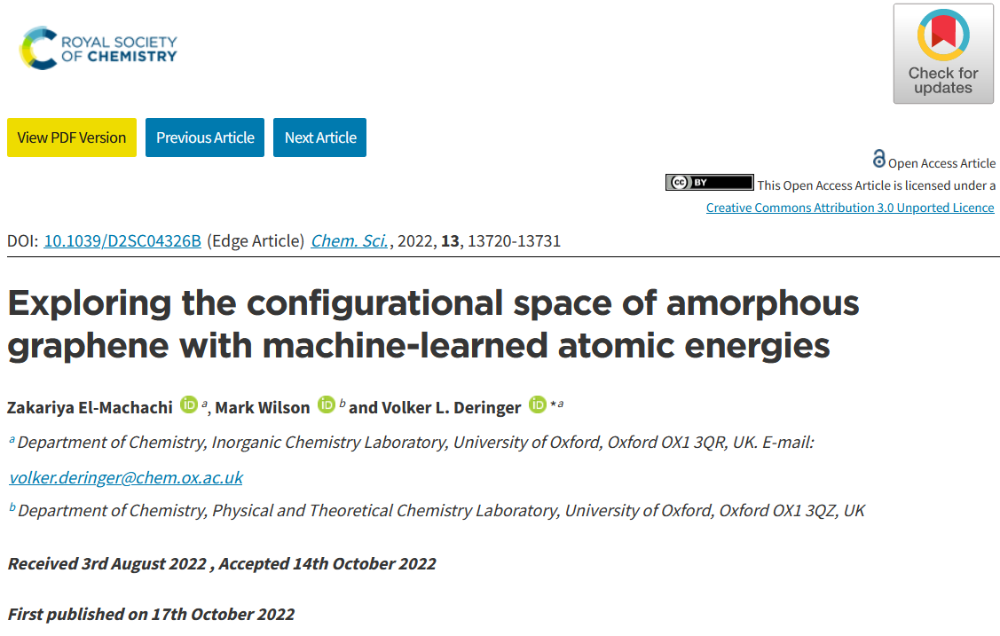 ROYAL SOCIETY
OF CHEMISTRY
Check for
updates
View PDF Version
Previous Article
Next Article
Open Access Article
cc BY
This Open Access Article is licensed under a
Creative Commons Attribution 3.0 Unported Licence
DOI: 10.1039/D2SC04326B (Edge Article) Chem. Sci., 2022, 13, 13720-13731
Exploring the configurational space of amorphous
graphene with machine-learned atomic energies
Zakariya El-Machachi iD a, Mark Wilson iD b and Volker L. Deringer iD *a
a Department of Chemistry, Inorganic Chemistry Laboratory, University of Oxford, Oxford OX1 3QR, UK. E-mail:
volker.deringer@chem.ox.ac.uk
b Department of Chemistry, Physical and Theoretical Chemistry Laboratory, University of Oxford, Oxford OX1 3QZ, UK
Received 3rd August 2022 , Accepted 14th October 2022
First published on 17th October 2022